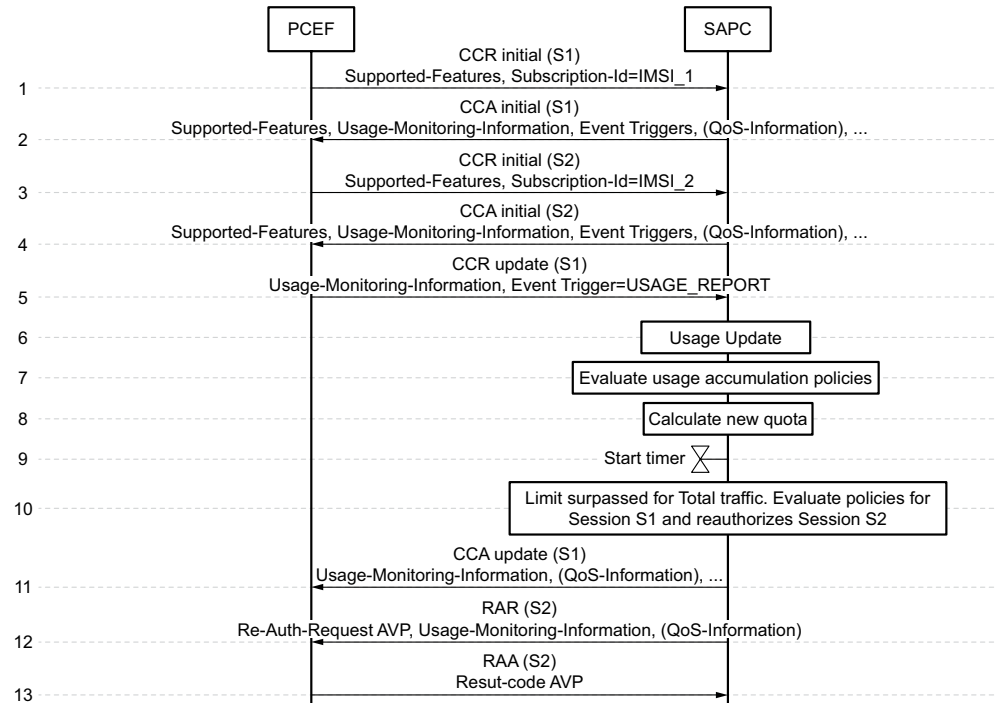 PCEF
SAPC
CCR initial (S1)
1
Supported-Features, Subscription-Id=IMSI_1
CCA initial (S1)
2
Supported-Features, Usage-Monitoring-Information, Event Triggers, (QoS-Information), ...
CCR initial (S2)
3
Supported-Features, Subscription-Id=IMSI_2
CCA initial (S2)
4
Supported-Features, Usage-Monitoring-Information, Event Triggers, (QoS-Information), ...
CCR update (S1)
5
Usage-Monitoring-Information, Event Trigger=USAGE_REPORT
6
Usage Update
7
Evaluate usage accumulation policies
8
Calculate new quota
9
Start timer
10
Limit surpassed for Total traffic. Evaluate policies for
Session S1 and reauthorizes Session S2
CCA update (S1)
11
Usage-Monitoring-Information, (QoS-Information), ...
RAR (S2)
12
Re-Auth-Request AVP, Usage-Monitoring-Information, (QoS-Information)
RAA (S2)
13
Resut-code AVP